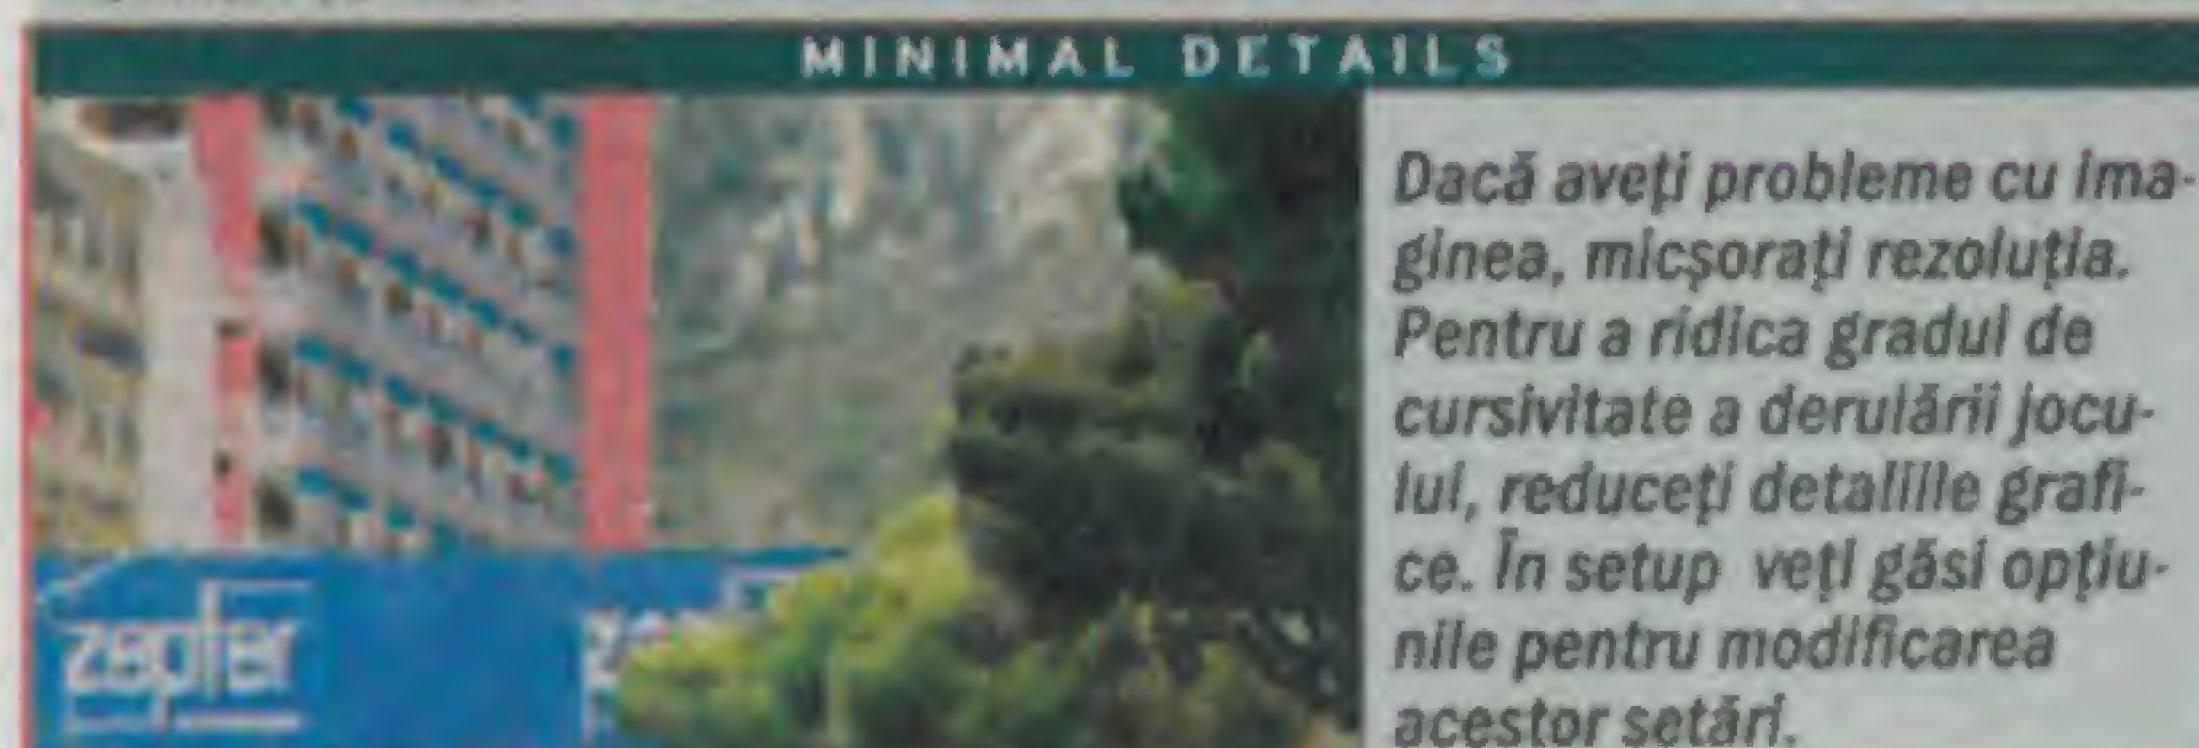 MINIMAL DETAILS
Dacă aveți probleme cu ima-
ginea, micșorați rezoluția.
Pentru a ridica gradul de
cursivitate a derulării jocu-
lui, reduceți detaliile grafi-
ce. În setup veți găsi opțiu-
nile pentru modificarea
acestor setări.
zepter